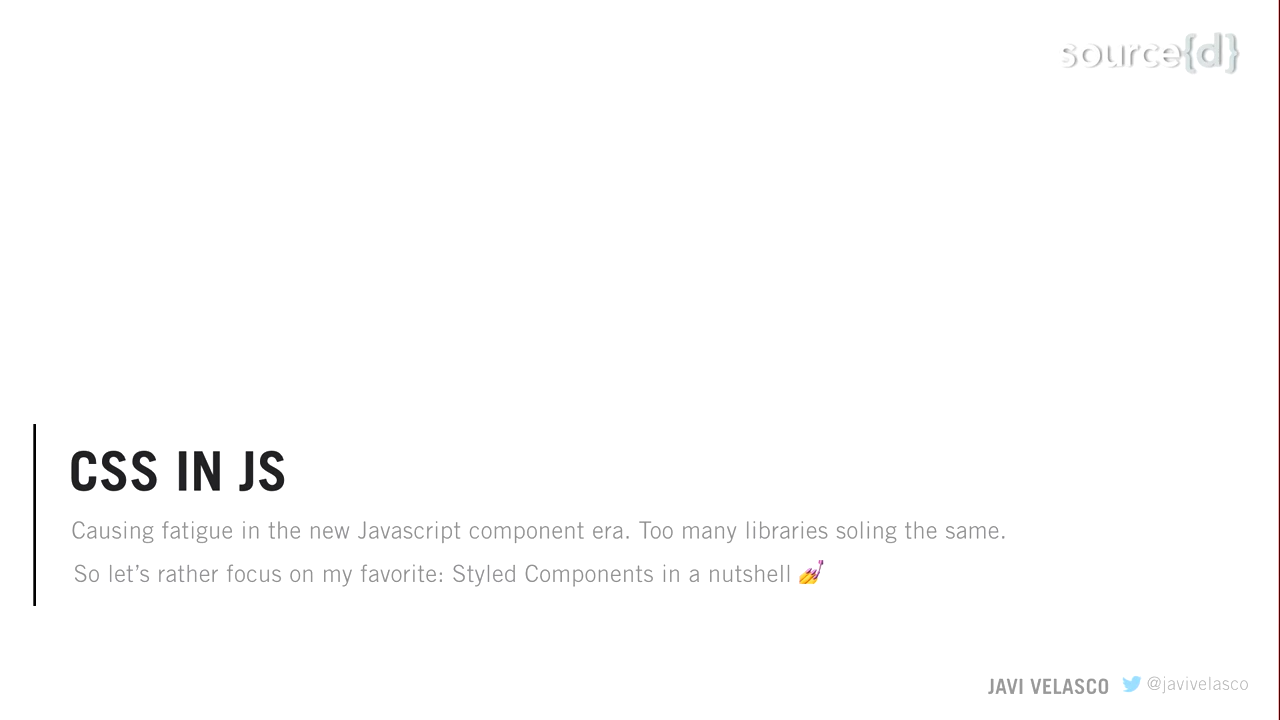 source{d}
CSS IN JS
Causing fatigue in the new Javascript component era. Too many libraries soling the same.
So let’s rather focus on my favorite: Styled Components in a nutshell 💅
JAVI VELASCO @javivelasco